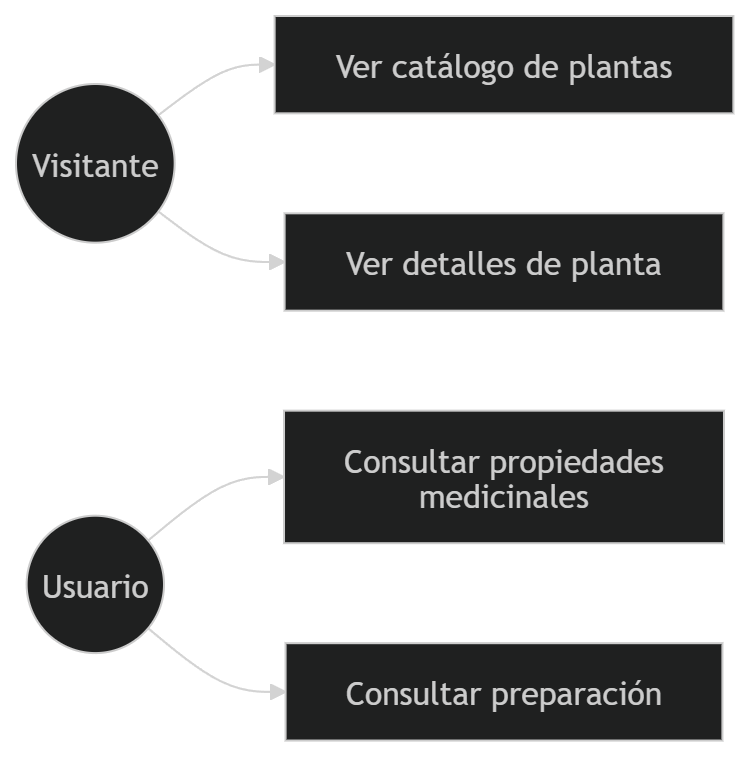 Visitante
Ver catálogo de plantas
Ver detalles de planta
Usuario
Consultar propiedades
medicinales
Consultar preparación